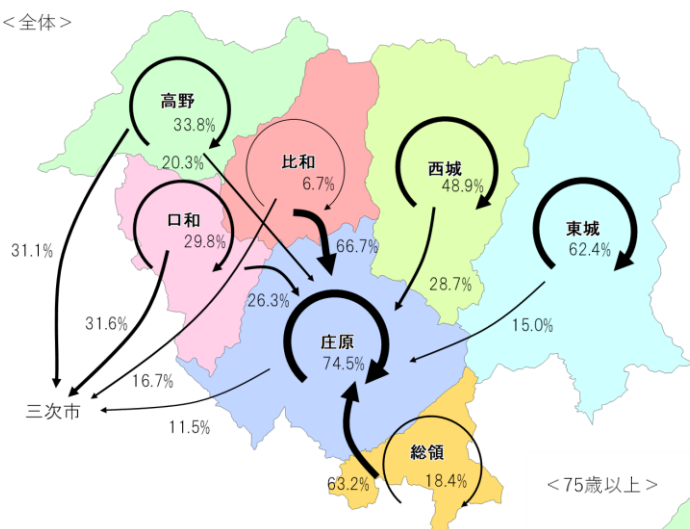 ＜全体＞
高野
33.8%
20.3%
比和
6.7%
西城
48.9%
口和
29.8%
東城
62.4%
31.1%
66.7%
26.3%
28.7%
31.6%
15.0%
庄原
74.5%
16.7%
三次市
11.5%
総領
63.2%
18.4%
＜75歳以上＞